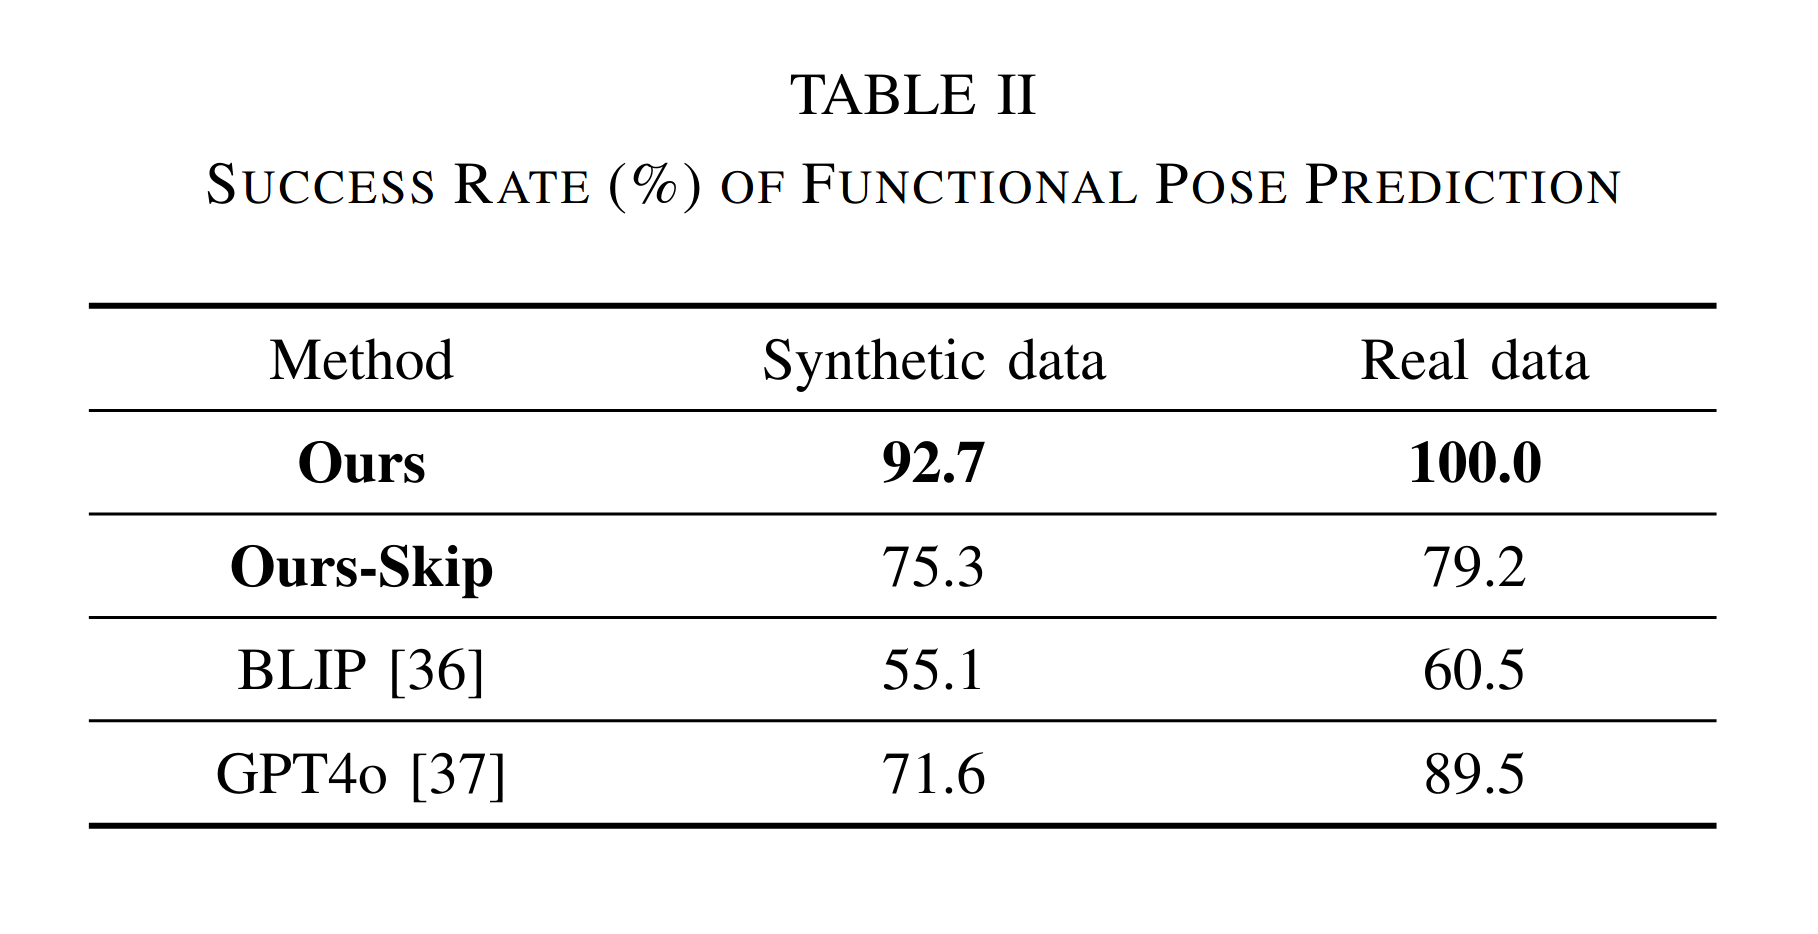 TABLE II
SUCCESS RATE (%) OF FUNCTIONAL POSE PREDICTION
Method Synthetic data Real data
Ours 92.7 100.0
Ours-Skip 75.3 79.2
BLIP [36] 55.1 60.5
GPT4o [37] 71.6 89.5